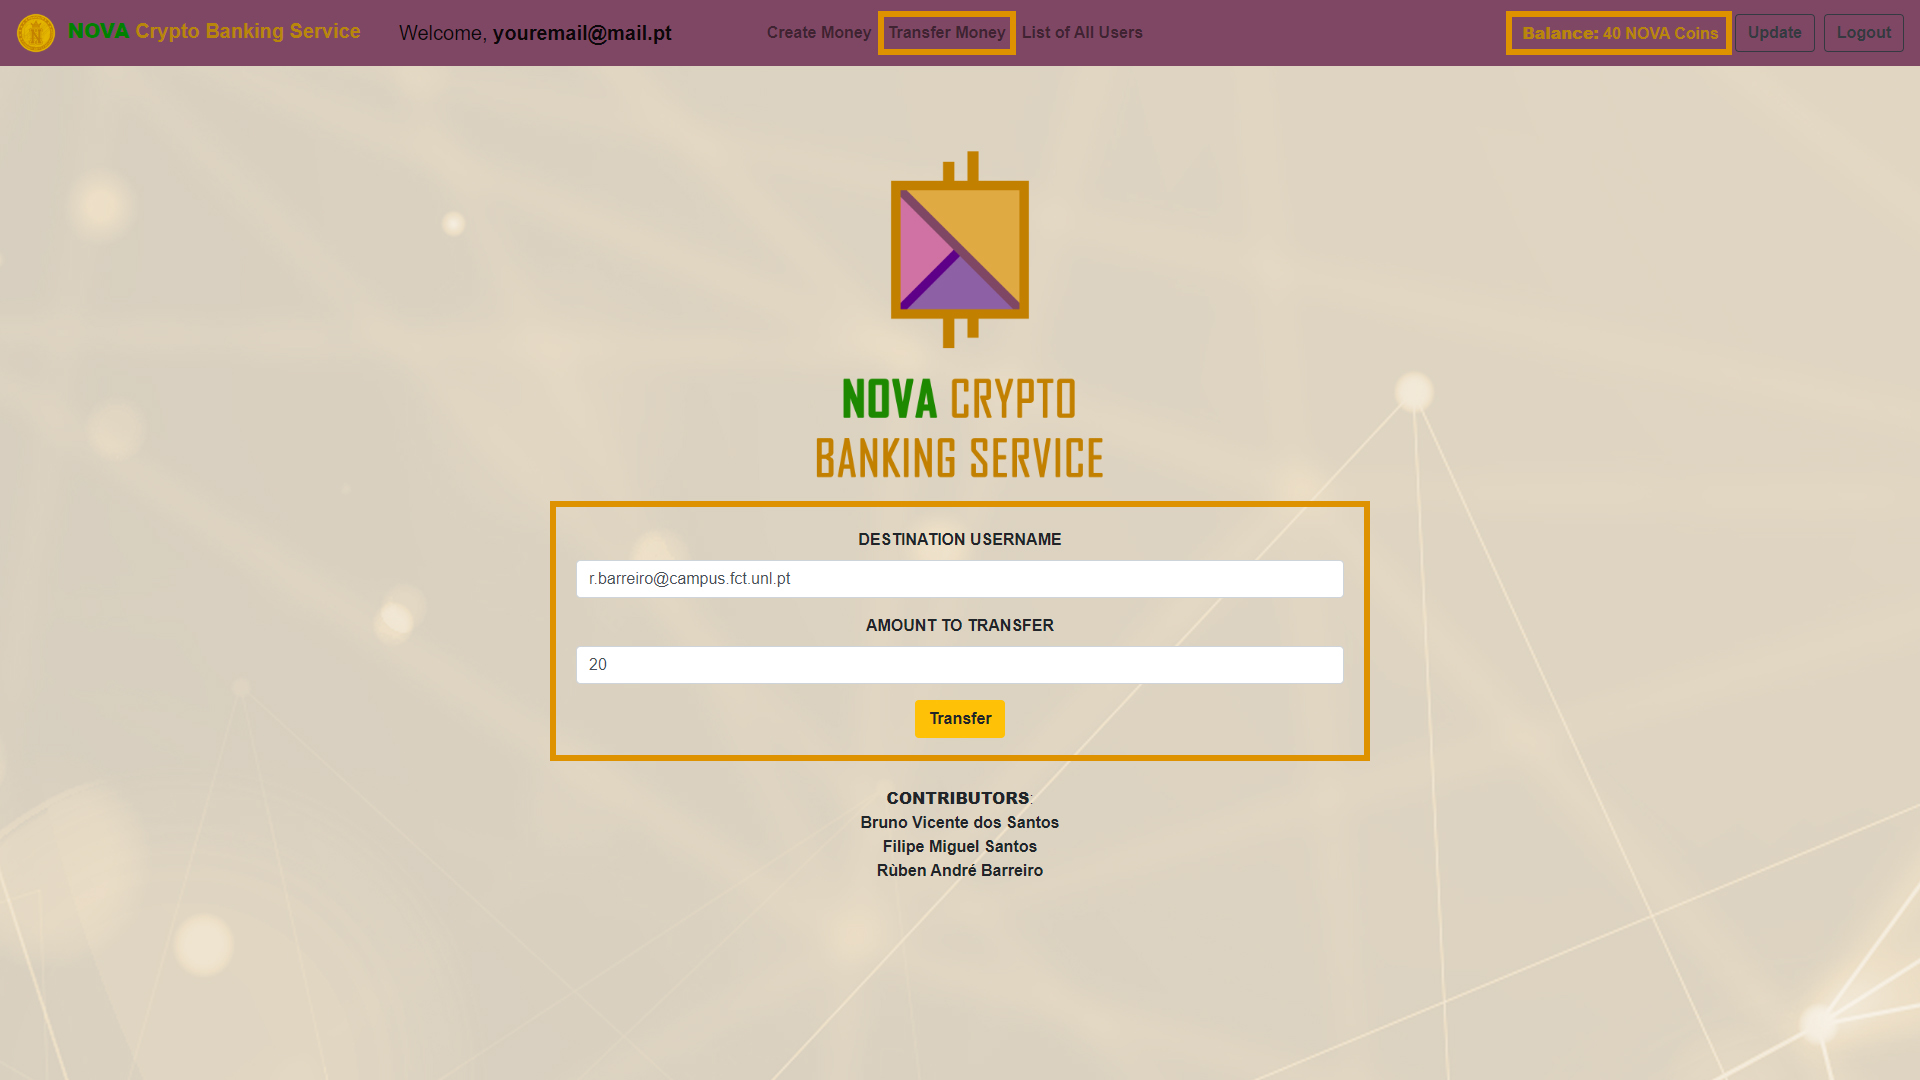 NOVA Crypto Banking Service
Welcome, youremail@mail.pt
Create Money
Transfer Money
List of All Users
Balance: 40 NOVA Coins
Update
Logout
NOVA CRYPTO
BANKING SERVICE
DESTINATION USERNAME
r.barreiro@campus.fct.unl.pt
AMOUNT TO TRANSFER
20
Transfer
CONTRIBUTORS:
Bruno Vicente dos Santos
Filipe Miguel Santos
Rùben André Barreiro